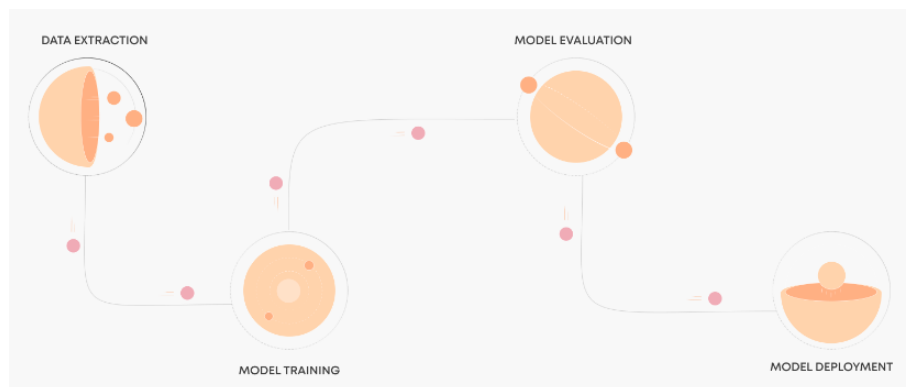 DATA EXTRACTION
MODEL EVALUATION
MODEL TRAINING
MODEL DEPLOYMENT